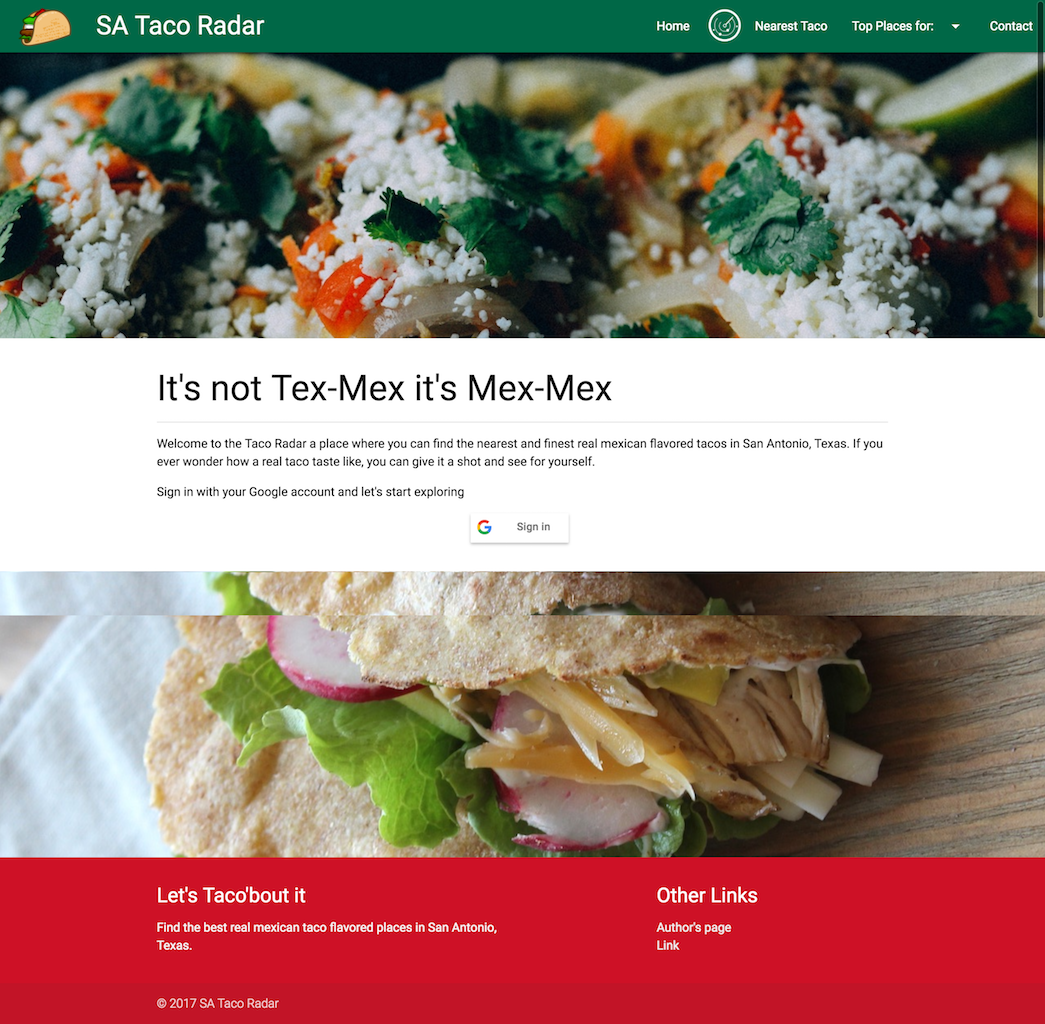 SA Taco Radar
Home
Nearest Taco
Top Places for:
Contact
It's not Tex-Mex it's Mex-Mex
Welcome to the Taco Radar a place where you can find the nearest and finest real mexican flavored tacos in San Antonio, Texas. If you
ever wonder how a real taco taste like, you can give it a shot and see for yourself.
Sign in with your Google account and let's start exploring
Sign in
Let's Taco'bout it
Find the best real mexican taco flavored places in San Antonio,
Texas.
Other Links
Author's page
Link
© 2017 SA Taco Radar